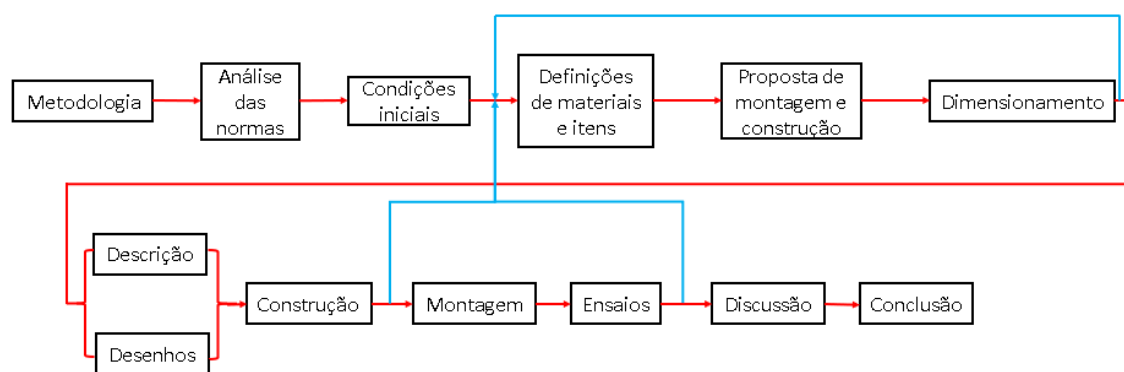 Metodologia
Análise
das
normas
Condições
iniciais
Definições
de materiais
e itens
Proposta de
montagem e
construção
Dimensionamento
Descrição
Desenhos
Construção
Montagem
Ensaios
Discussão
Conclusão